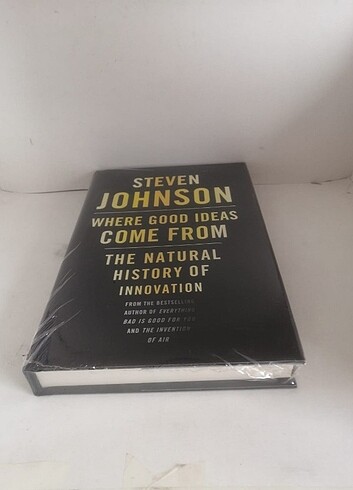 STEVEN
JOHNSON
WHERE GOOD IDEAS
COME FROM
THE NATURAL
HISTORY OF
INNOVATION
FROM THE BESTSELLING
AUTHOR OF EVERYTHING
BAD IS GOOD FOR YOU
AND THE INVENTION
OF AIR